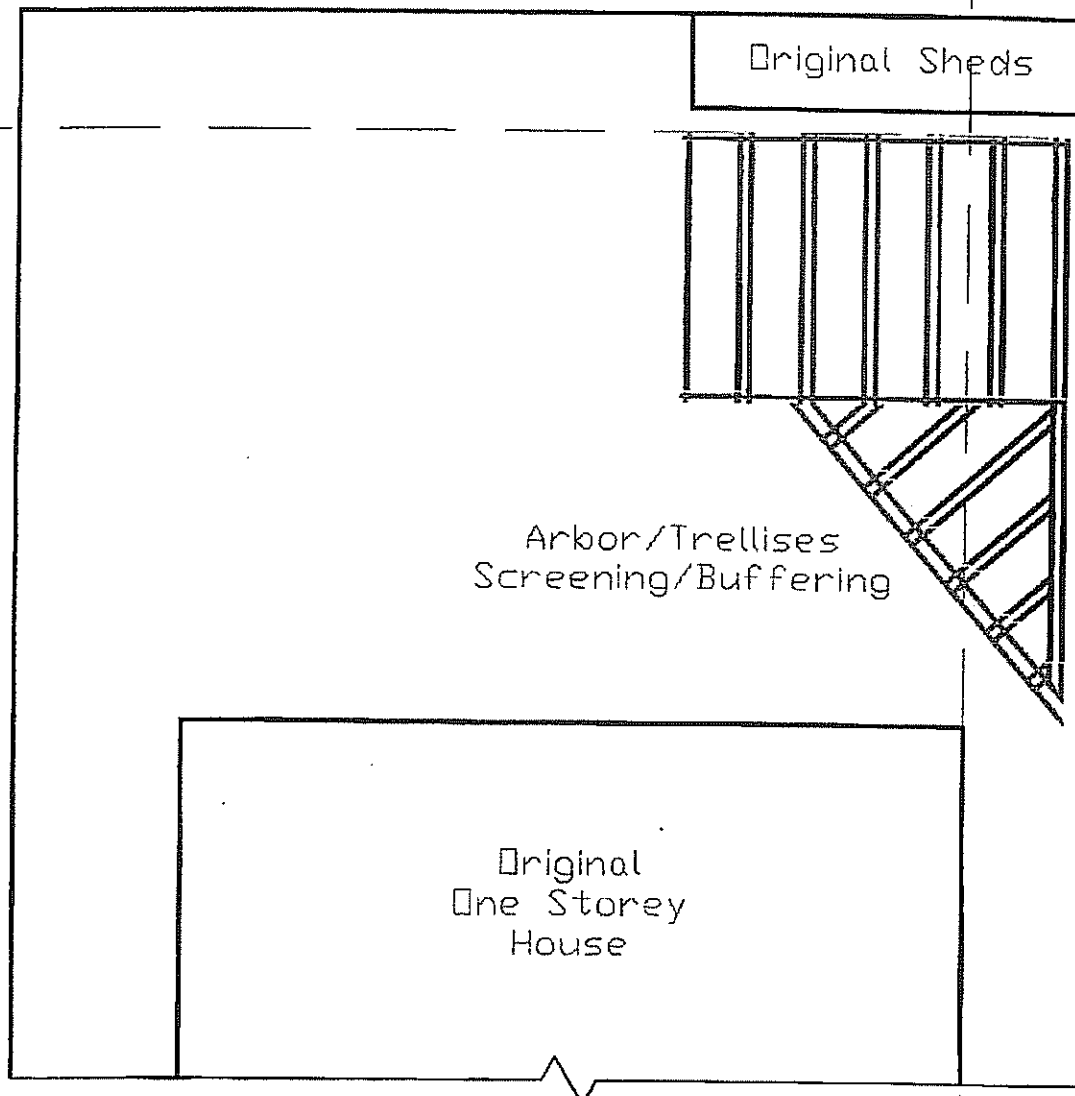 Original Sheds
Arbor/Trellises
Screening/Buffering
Original
One Storey
House